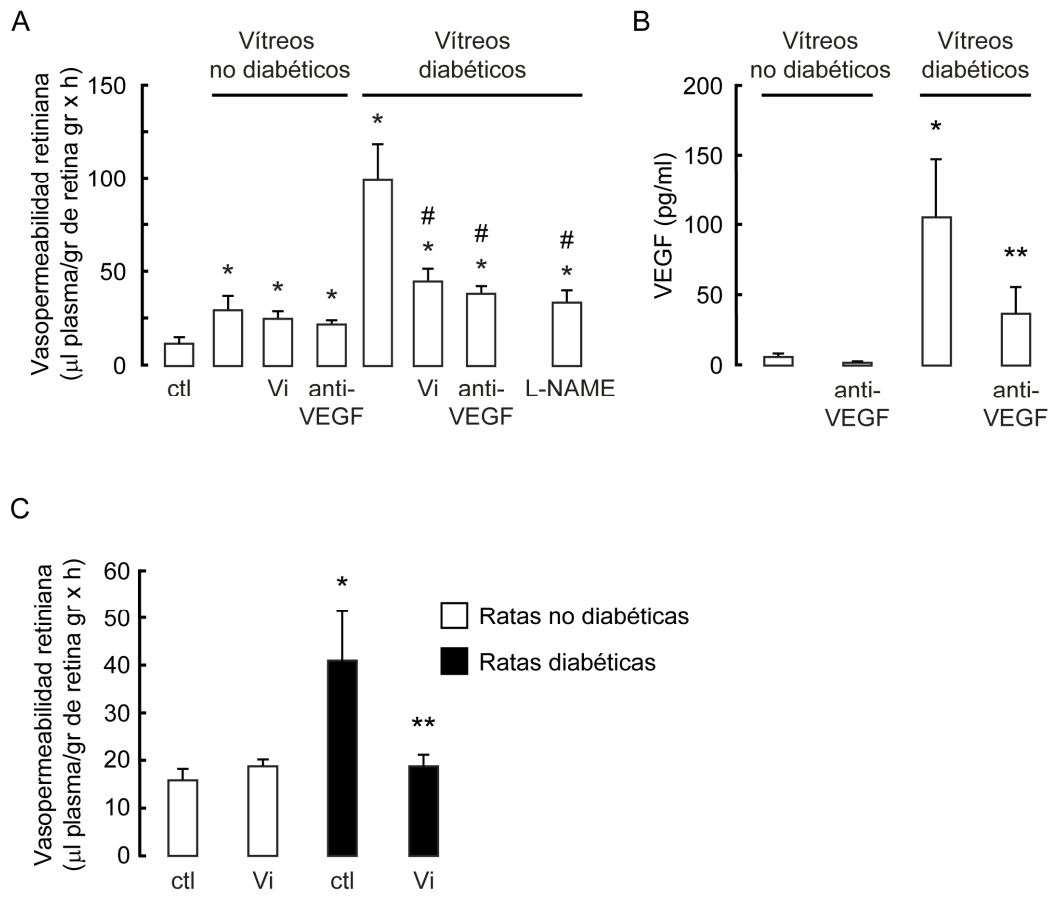 A
Vítreos
no diabéticos
Vítreos
diabéticos
Vasopermeabilidad retiniana
(µl plasma/gr de retina gr x h)
150
100
50
0
*
*
*
*
*
#
*
#
*
#
*
ctl
Vi
anti-
VEGF
Vi
anti-
VEGF
L-NAME
B
Vítreos
no diabéticos
Vítreos
diabéticos
VEGF (pg/ml)
200
150
100
50
0
*
**
anti-
VEGF
anti-
VEGF
C
Vasopermeabilidad retiniana
(µl plasma/gr de retina gr x h)
60
50
40
30
20
10
0
*
**
ctl
Vi
ctl
Vi
Ratas no diabéticas
Ratas diabéticas